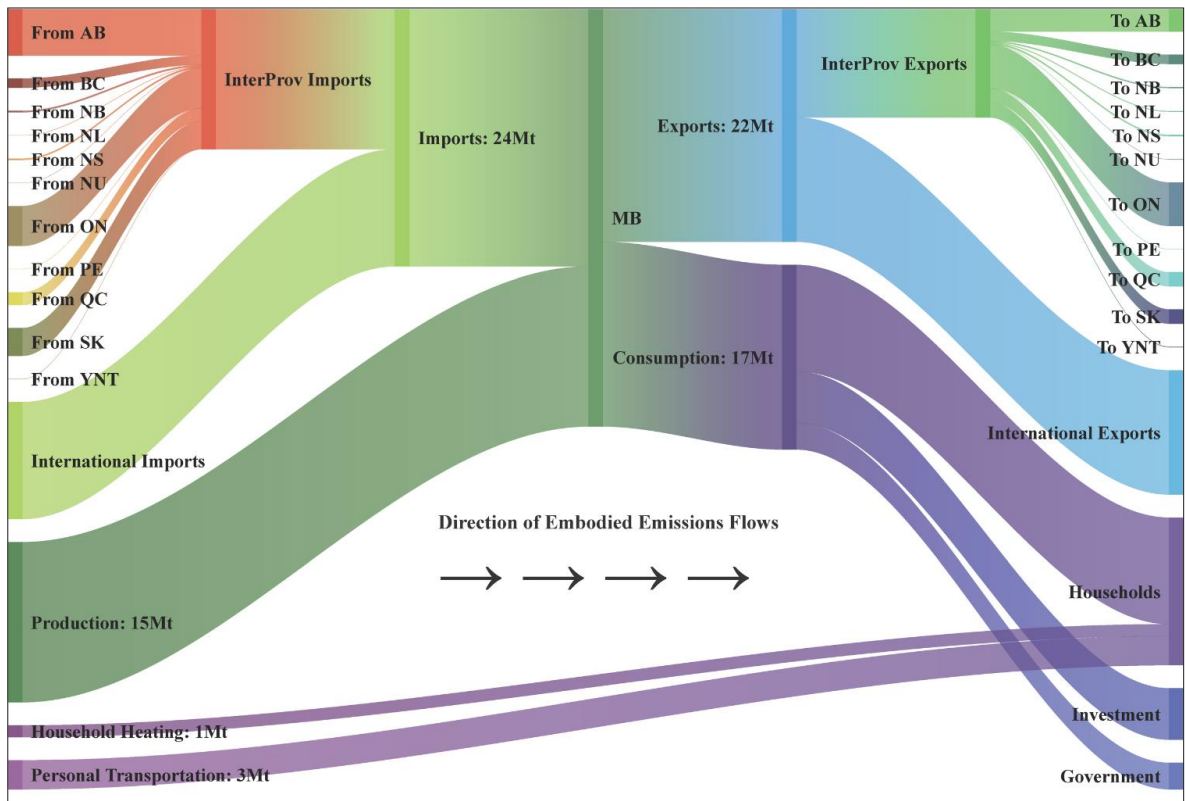 From AB
From BC
From NB
From NL
From NS
From NU
From ON
From PE
From QC
From SK
From YNT
International Imports
Production: 15Mt
Household Heating: 1Mt
Personal Transportation: 3Mt
InterProv Imports
Imports: 24Mt
MB
Exports: 22Mt
Consumption: 17Mt
Direction of Embodied Emissions Flows
InterProv Exports
To AB
To BC
To NB
To NL
To NS
To NU
To ON
To PE
To QC
To SK
To YNT
International Exports
Households
Investment
Government